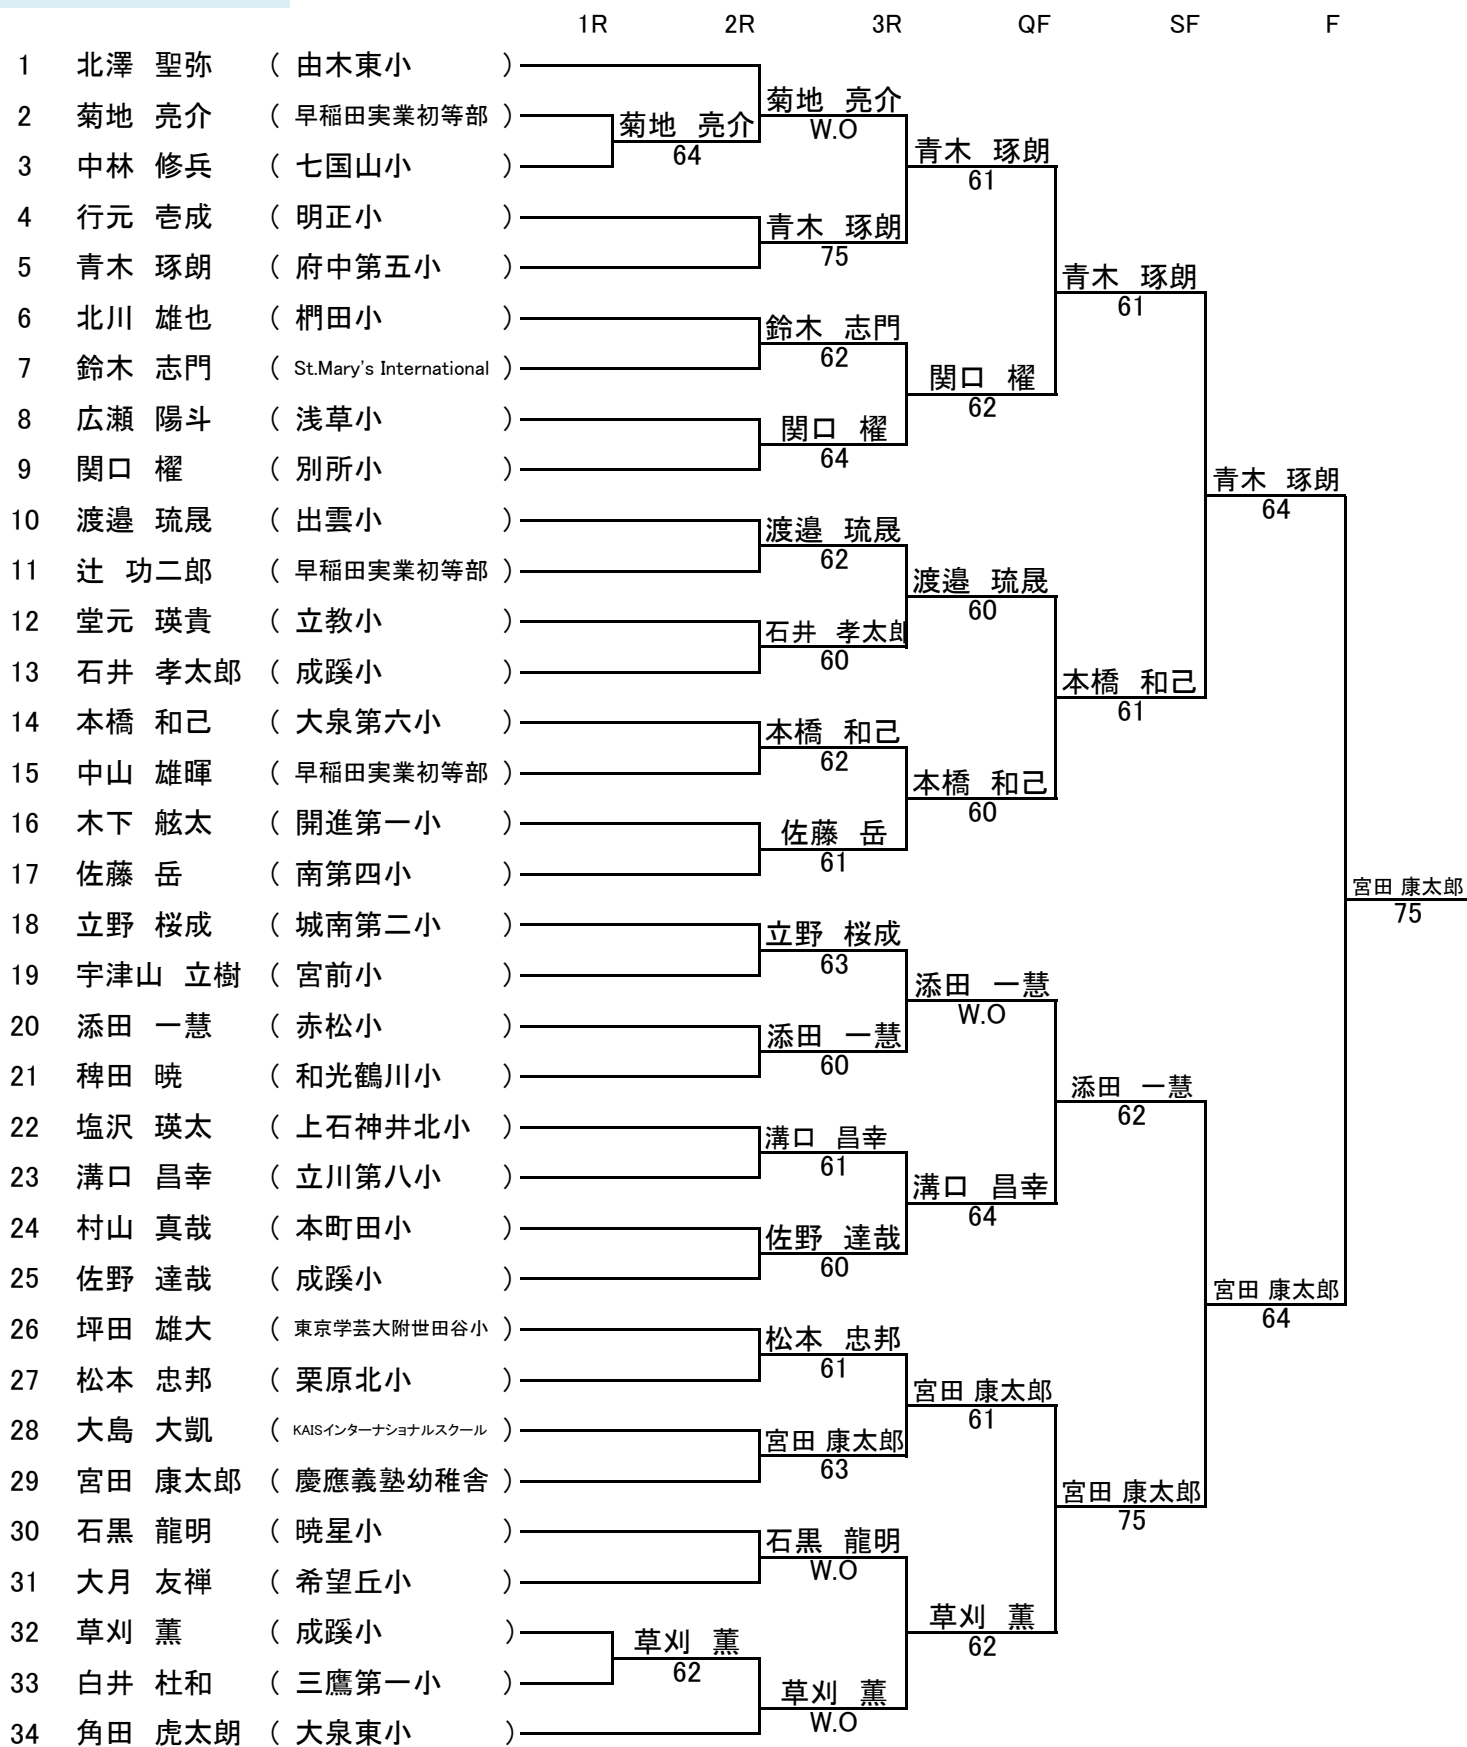 1R 2R 3R QF SF F
1 北澤 聖弥 ( 由木東小 )
菊地 亮介
2 菊地 亮介 ( 早稲田実業初等部 )
菊地 亮介 W.O
64 青木 琢朗
3 中林 修兵 ( 七国山小 )
61
4 行元 壱成 ( 明正小 )
青木 琢朗
75
5 青木 琢朗 ( 府中第五小 )
青木 琢朗
61
6 北川 雄也 ( 椚田小 )
鈴木 志門
62
7 鈴木 志門 ( St.Mary's International )
関口 櫂
62
8 広瀬 陽斗 ( 浅草小 )
関口 櫂
64
9 関口 櫂 ( 別所小 )
青木 琢朗
64
10 渡邉 琉晟 ( 出雲小 )
渡邉 琉晟
62
11 辻 功二郎 ( 早稲田実業初等部 )
渡邉 琉晟
60
12 堂元 瑛貴 ( 立教小 )
石井 孝太郎
60
13 石井 孝太郎 ( 成蹊小 )
本橋 和己
61
14 本橋 和己 ( 大泉第六小 )
本橋 和己
62
15 中山 雄暉 ( 早稲田実業初等部 )
本橋 和己
60
16 木下 舷太 ( 開進第一小 )
佐藤 岳
61
17 佐藤 岳 ( 南第四小 )
宮田 康太郎
75
18 立野 桜成 ( 城南第二小 )
立野 桜成
63
19 宇津山 立樹 ( 宮前小 )
添田 一慧
W.O
20 添田 一慧 ( 赤松小 )
添田 一慧
60
21 稗田 暁 ( 和光鶴川小 )
添田 一慧
62
22 塩沢 瑛太 ( 上石神井北小 )
溝口 昌幸
61
23 溝口 昌幸 ( 立川第八小 )
溝口 昌幸
64
24 村山 真哉 ( 本町田小 )
佐野 達哉
60
25 佐野 達哉 ( 成蹊小 )
宮田 康太郎
64
26 坪田 雄大 ( 東京学芸大附世田谷小 )
松本 忠邦
61
27 松本 忠邦 ( 栗原北小 )
宮田 康太郎
61
28 大島 大凱 ( KAISインターナショナルスクール )
宮田 康太郎
63
29 宮田 康太郎 ( 慶應義塾幼稚舎 )
宮田 康太郎
75
30 石黒 龍明 ( 暁星小 )
石黒 龍明
W.O
31 大月 友禅 ( 希望丘小 )
草刈 薫
62
32 草刈 薫 ( 成蹊小 )
草刈 薫
62
33 白井 杜和 ( 三鷹第一小 )
草刈 薫
W.O
34 角田 虎太朗 ( 大泉東小 )